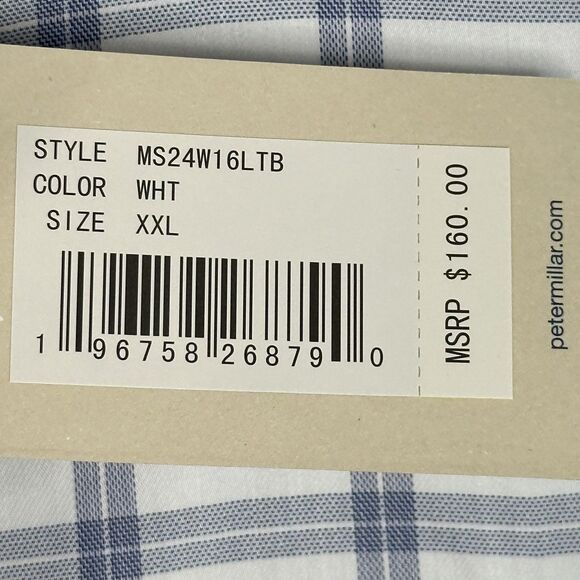 STYLE MS24W16LTB
COLOR WHT
SIZE XXL
1 96758 26879 0
MSRP $160.00
petermillar.com